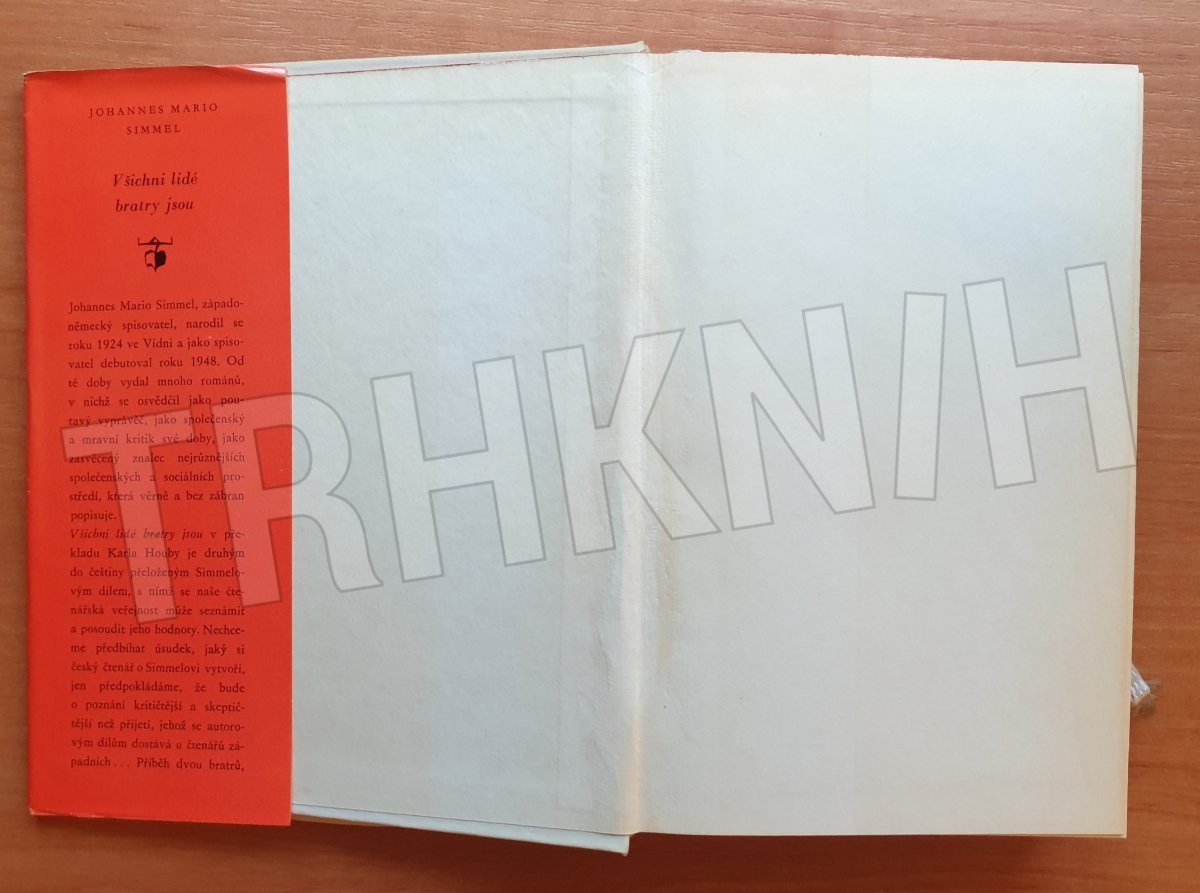 JOHANNES MARIO
SIMMEL
Všichni lidé
bratry jsou
Johannes Mario Simmel, západo-
německý spisovatel, narodil se
roku 1924 ve Vídni a jako spiso-
vatel debutoval roku 1948. Od
té doby vydal mnoho románů,
v nichž se osvědčil jako pou-
tavý vyprávěč, jako společenský
a mravní kritik své doby, jako
zasvěcený znalec nejrůznějších
společenských a sociálních pro-
středí, která věrně a bez zábran
popisuje.
Všichni lidé bratry jsou v pře-
kladu Karla Houby je druhým
do češtiny přeloženým Simmelo-
vým dílem, s nímž se naše čte-
nářská veřejnost může seznámit
a posoudit jeho hodnoty. Nechce-
me předbíhat úsudek, jaký si
český čtenář o Simmelovi vytvoří,
jen předpokládáme, že bude
o poznání kritičtější a skeptič-
tější než přijetí, jehož se autoro-
vým dílům dostává u čtenářů zá-
padních... Příběh dvou bratrů,
TRHKNIH